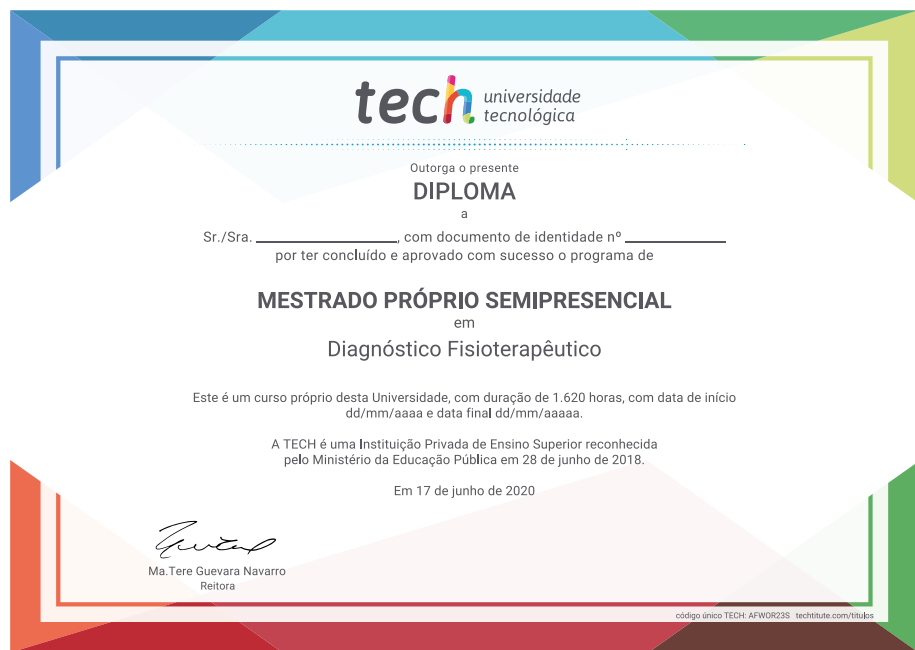 tech universidade
tecnológica
Outorga o presente
DIPLOMA
a
Sr./Sra. ____________________, com documento de identidade nº ______________
por ter concluído e aprovado com sucesso o programa de
MESTRADO PRÓPRIO SEMIPRESENCIAL
em
Diagnóstico Fisioterapêutico
Este é um curso próprio desta Universidade, com duração de 1.620 horas, com data de início
dd/mm/aaaa e data final dd/mm/aaaaa.
A TECH é uma Instituição Privada de Ensino Superior reconhecida
pelo Ministério da Educação Pública em 28 de junho de 2018.
Em 17 de junho de 2020
Ma.Tere Guevara Navarro
Reitora
código único TECH: AFWOR23S techtitute.com/titulos